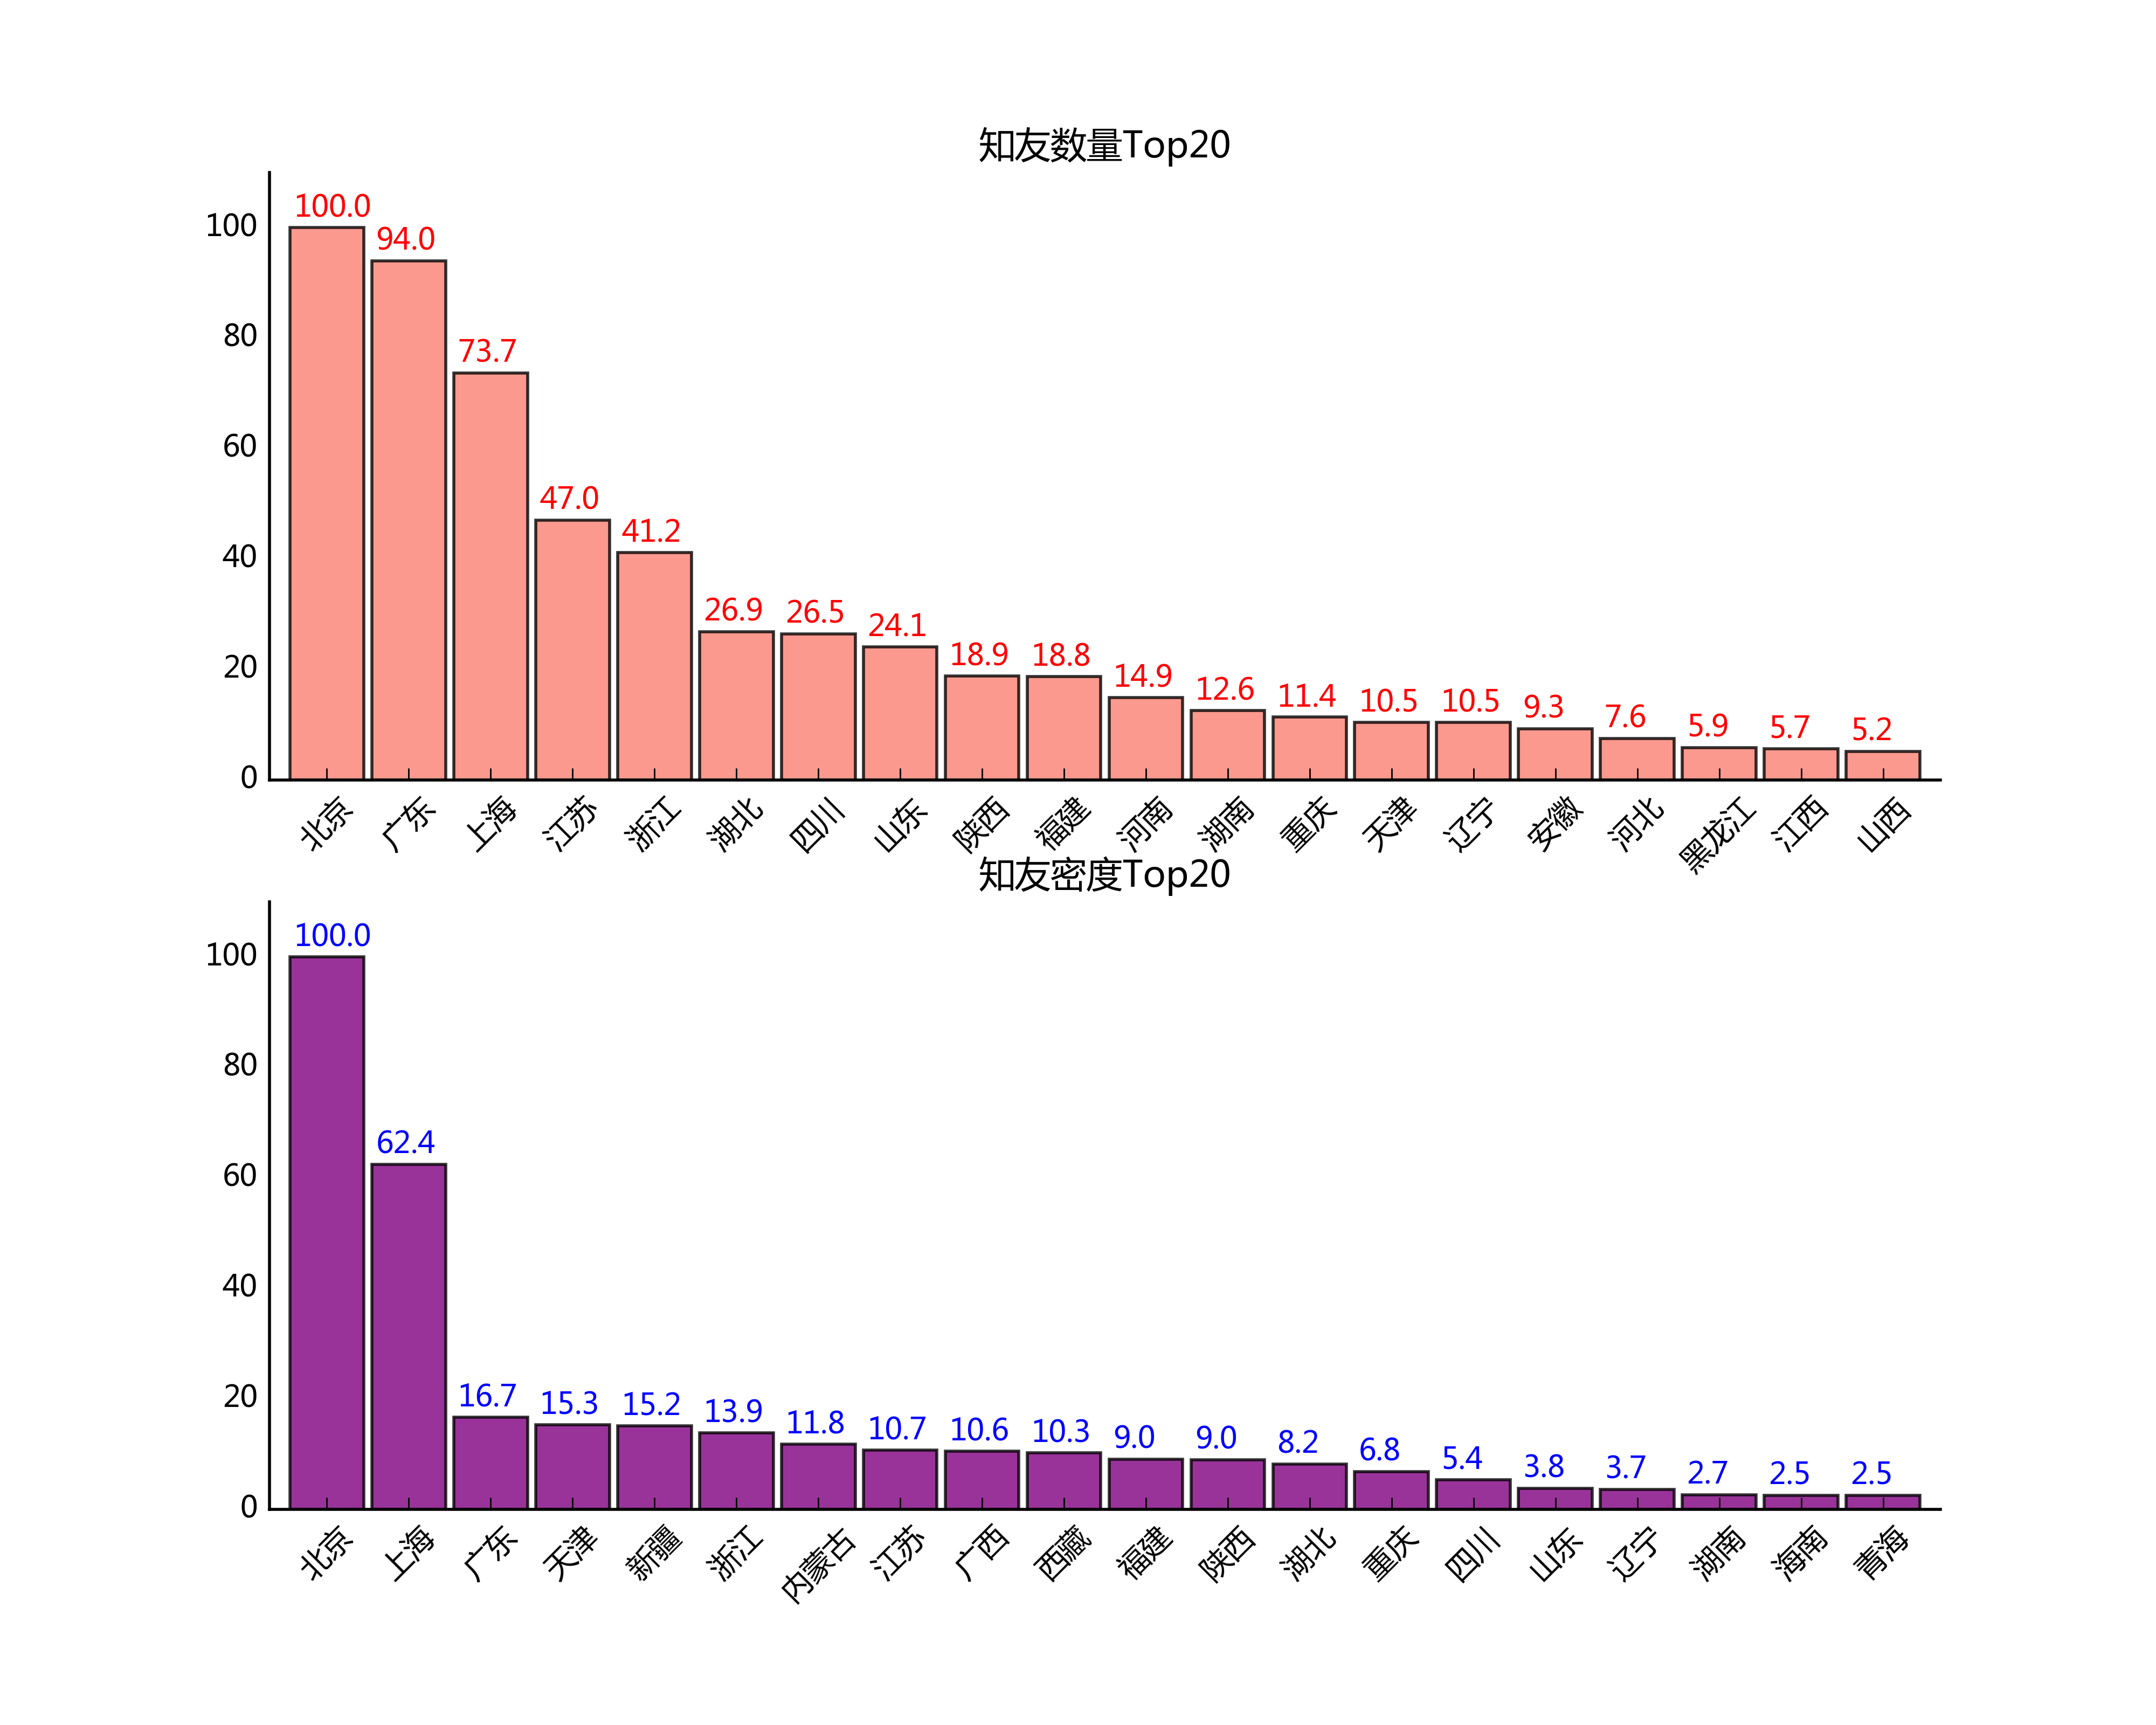 知友数量Top20
100
80
60
40
20
0
100.0
94.0
73.7
47.0
41.2
26.9
26.5
24.1
18.9
18.8
14.9
12.6
11.4
10.5
10.5
9.3
7.6
5.9
5.7
5.2
北京
广东
上海
江苏
浙江
湖北
四川
山东
陕西
福建
河南
湖南
重庆
天津
辽宁
安徽
河北
黑龙江
江西
山西
知友密度Top20
100
80
60
40
20
0
100.0
62.4
16.7
15.3
15.2
13.9
11.8
10.7
10.6
10.3
9.0
9.0
8.2
6.8
5.4
3.8
3.7
2.7
2.5
2.5
北京
上海
广东
天津
新疆
浙江
内蒙古
江苏
广西
西藏
福建
陕西
湖北
重庆
四川
山东
辽宁
湖南
海南
青海